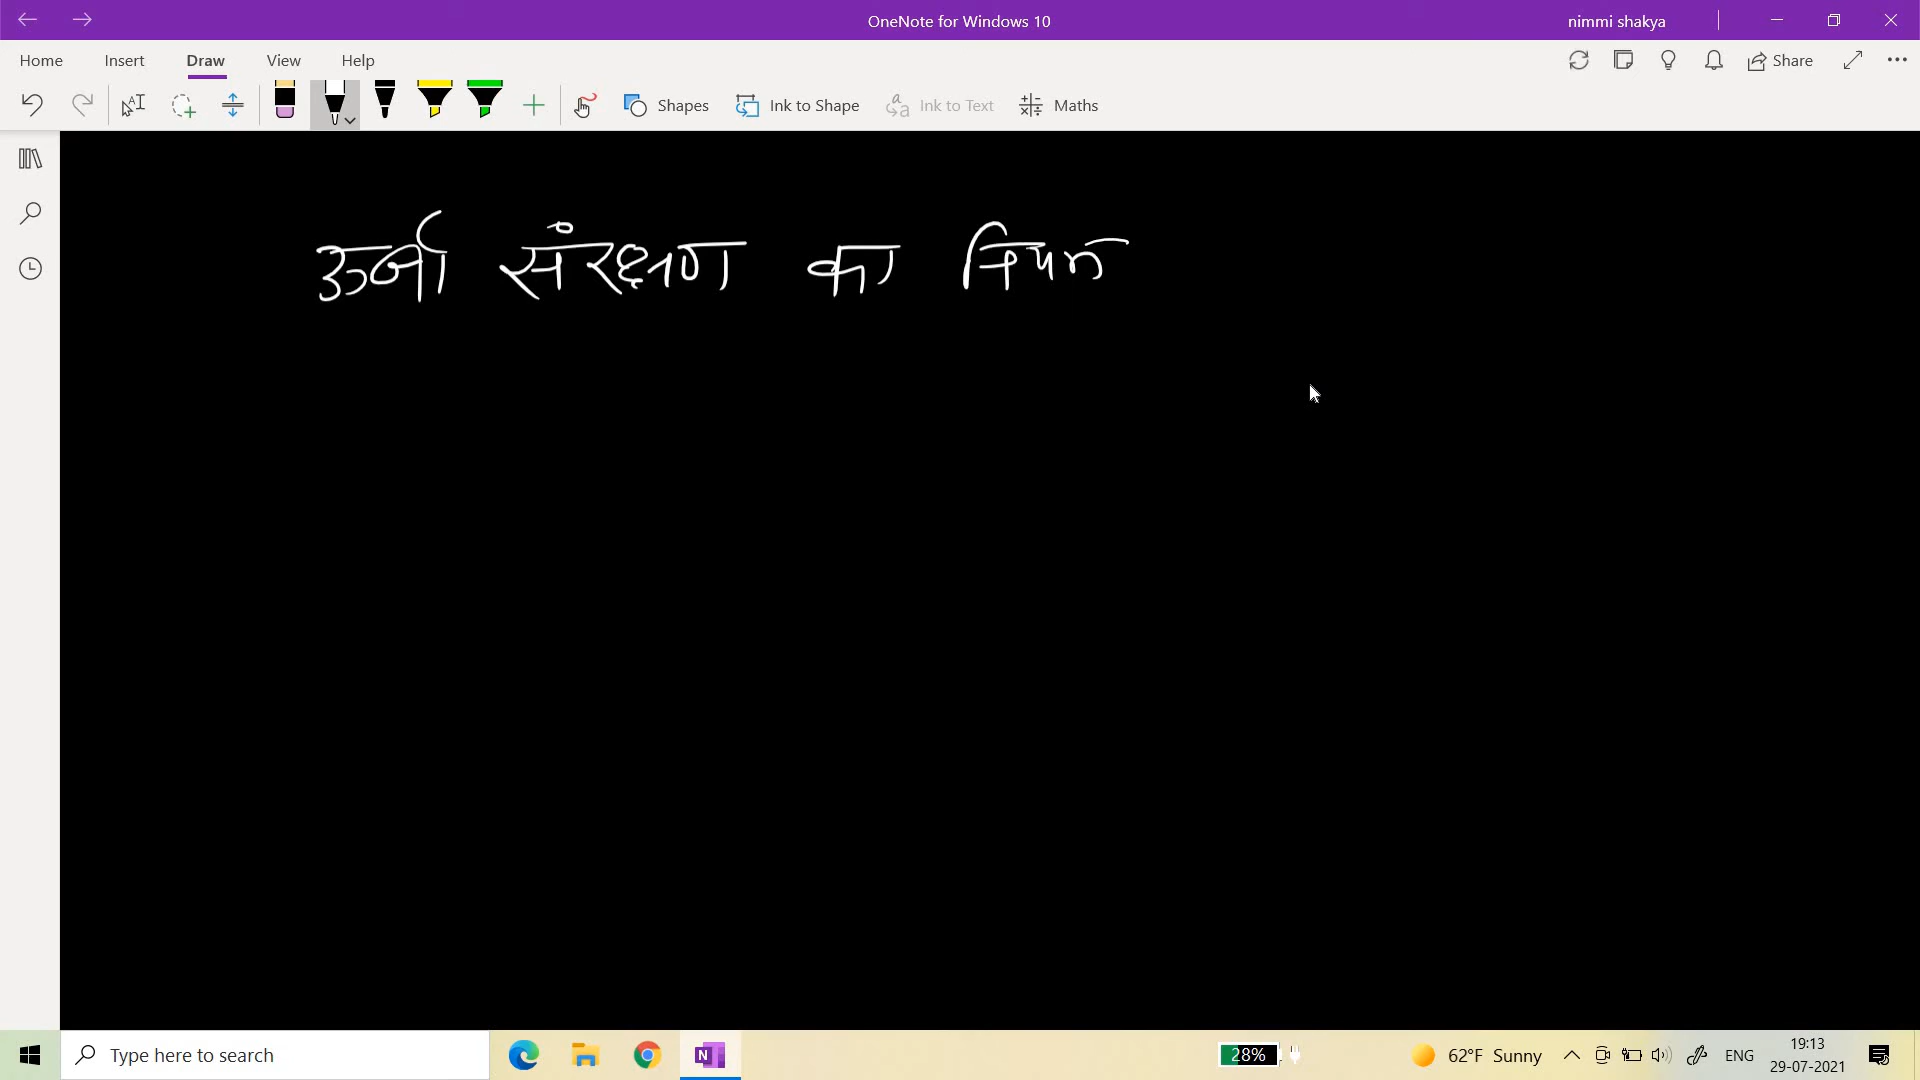 OneNote for Windows 10
nimmi shakya
Home Insert Draw View Help
Share
Shapes Ink to Shape Ink to Text Maths
ऊर्जा संरक्षण का नियम
Type here to search
28%
62°F Sunny
ENG
19:13
29-07-2021